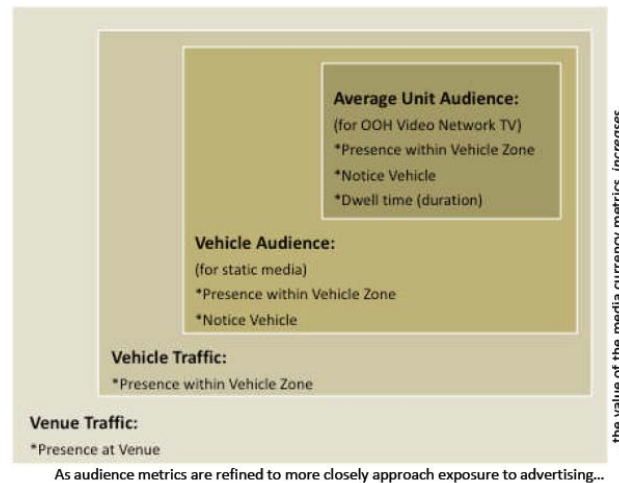 Average Unit Audience:
(for OOH Video Network TV)
*Presence within Vehicle Zone
*Notice Vehicle
*Dwell time (duration)
Vehicle Audience:
(for static media)
*Presence within Vehicle Zone
*Notice Vehicle
Vehicle Traffic:
*Presence within Vehicle Zone
Venue Traffic:
*Presence at Venue
As audience metrics are refined to more closely approach exposure to advertising...
the value of the media currency metrics increases